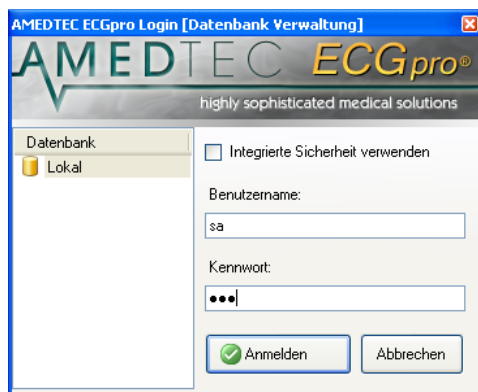 AMEDTEC ECGpro Login [Datenbank Verwaltung]
AMEDTEC ECGpro®
highly sophisticated medical solutions
Datenbank
Lokal
Integrierte Sicherheit verwenden
Benutzername:
sa
Kennwort:
●●●
Anmelden
Abbrechen